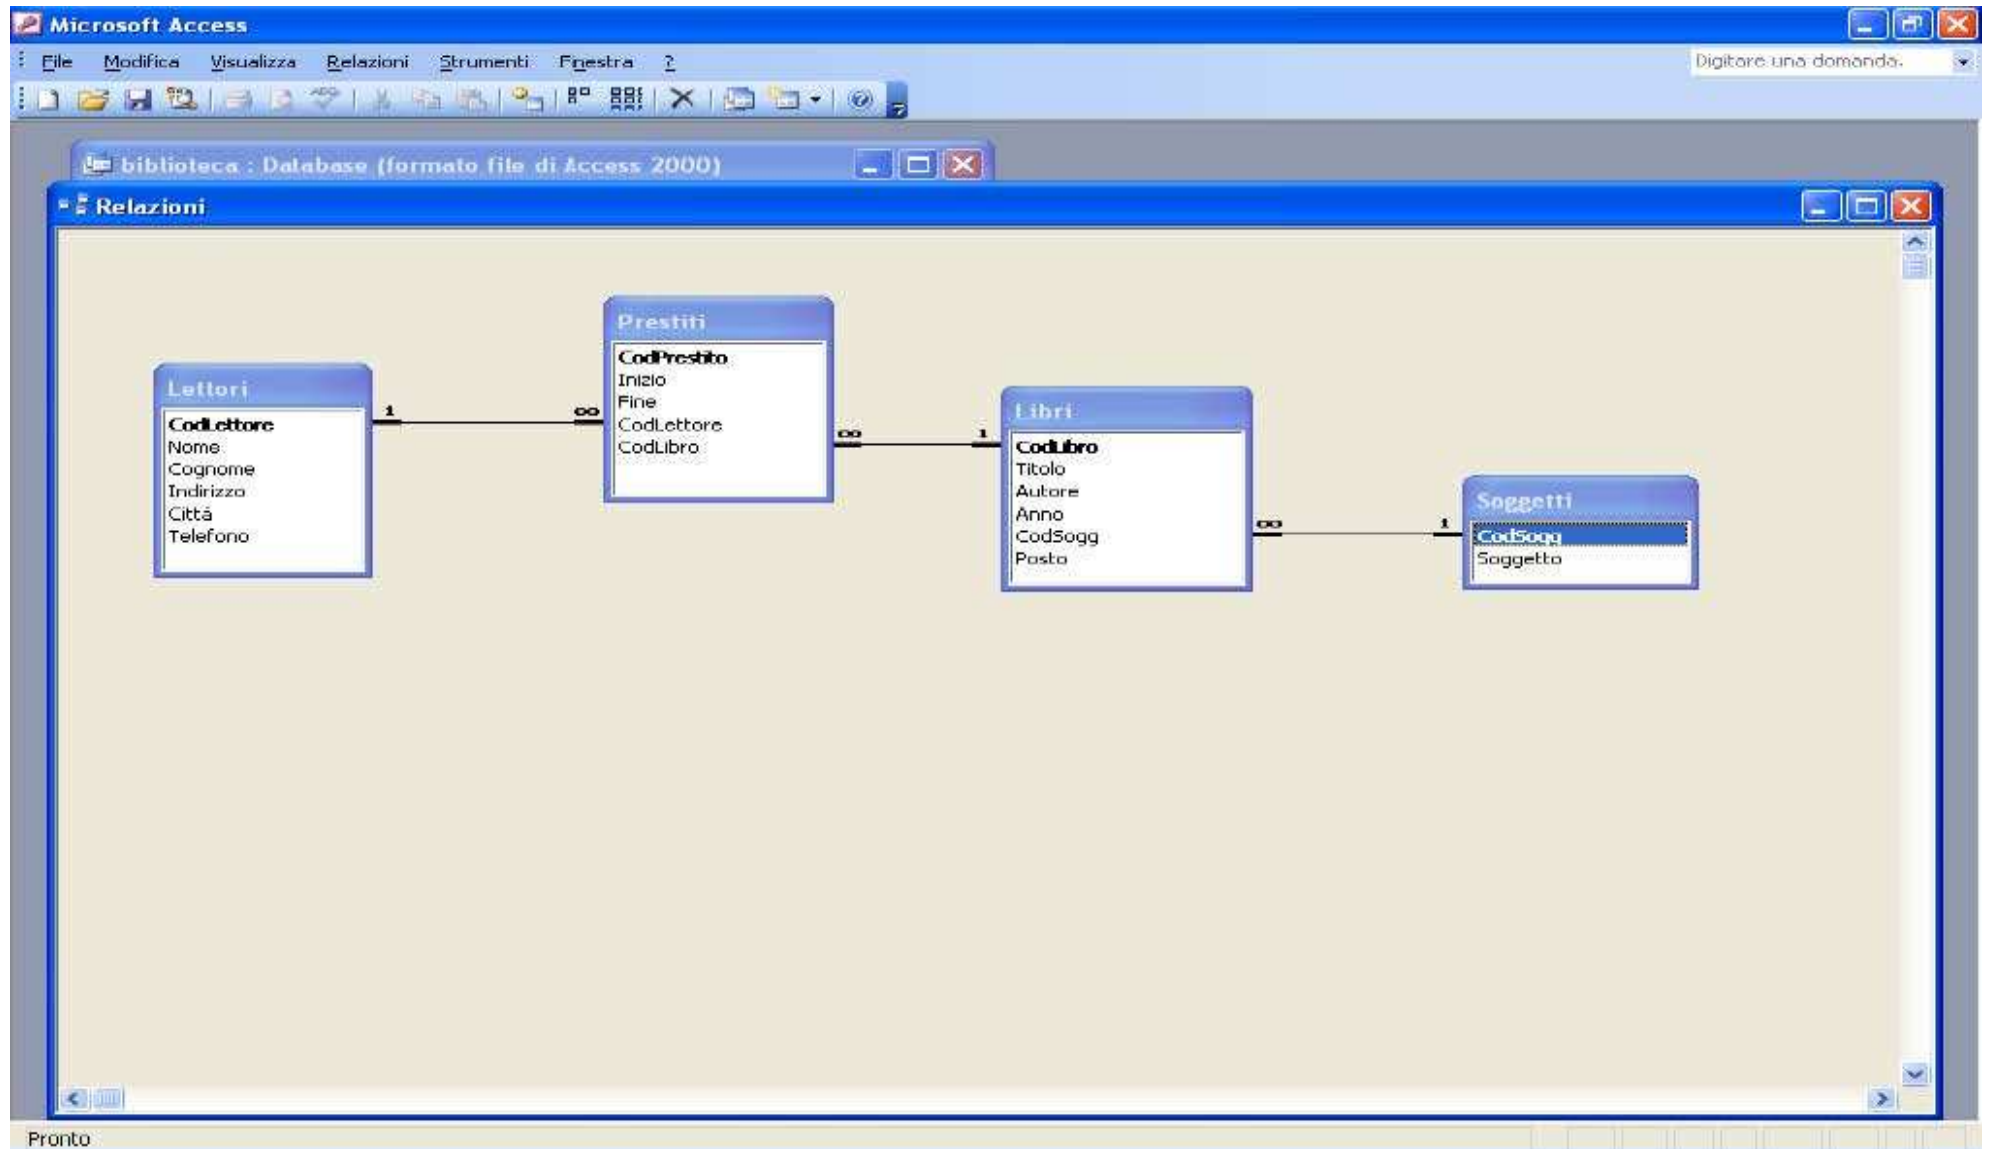 Microsoft Access
File Modifica Visualizza Relazioni Strumenti Finestra ?
Digitare una domanda.
biblioteca : Database (formato file di Access 2000)
Relazioni
Lettori
CodLettore
Nome
Cognome
Indirizzo
Città
Telefono
1 ∞
Prestiti
CodPrestito
Inizio
Fine
CodLettore
CodLibro
∞ 1
Libri
CodLibro
Titolo
Autore
Anno
CodSogg
Posto
∞ 1
Soggetti
CodSogg
Soggetto
Pronto